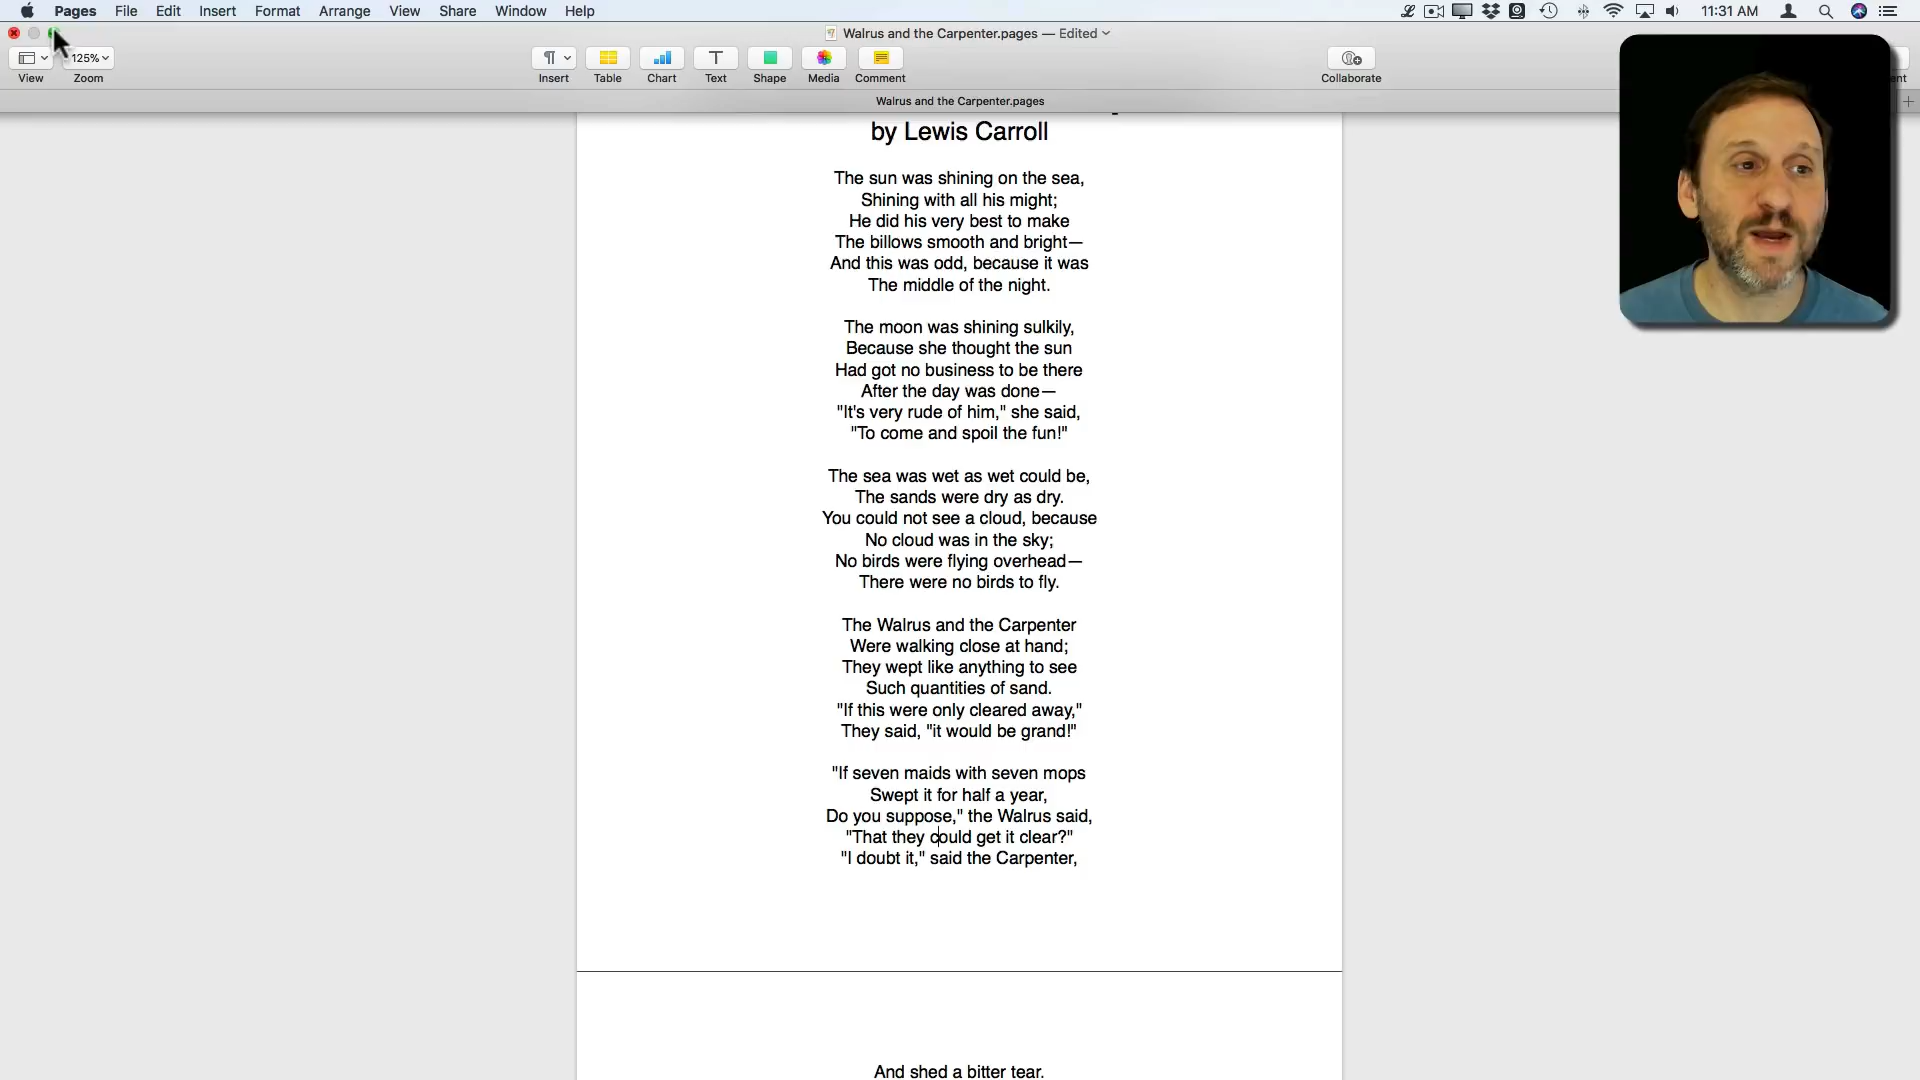 Pages File Edit Insert Format Arrange View Share Window Help 11:31 AM
Walrus and the Carpenter.pages — Edited
125%
View Zoom Insert Table Chart Text Shape Media Comment Collaborate
Walrus and the Carpenter.pages
by Lewis Carroll
The sun was shining on the sea,
Shining with all his might;
He did his very best to make
The billows smooth and bright—
And this was odd, because it was
The middle of the night.
The moon was shining sulkily,
Because she thought the sun
Had got no business to be there
After the day was done—
"It's very rude of him," she said,
"To come and spoil the fun!"
The sea was wet as wet could be,
The sands were dry as dry.
You could not see a cloud, because
No cloud was in the sky;
No birds were flying overhead—
There were no birds to fly.
The Walrus and the Carpenter
Were walking close at hand;
They wept like anything to see
Such quantities of sand.
"If this were only cleared away,"
They said, "it would be grand!"
"If seven maids with seven mops
Swept it for half a year,
Do you suppose," the Walrus said,
"That they could get it clear?"
"I doubt it," said the Carpenter,
And shed a bitter tear.